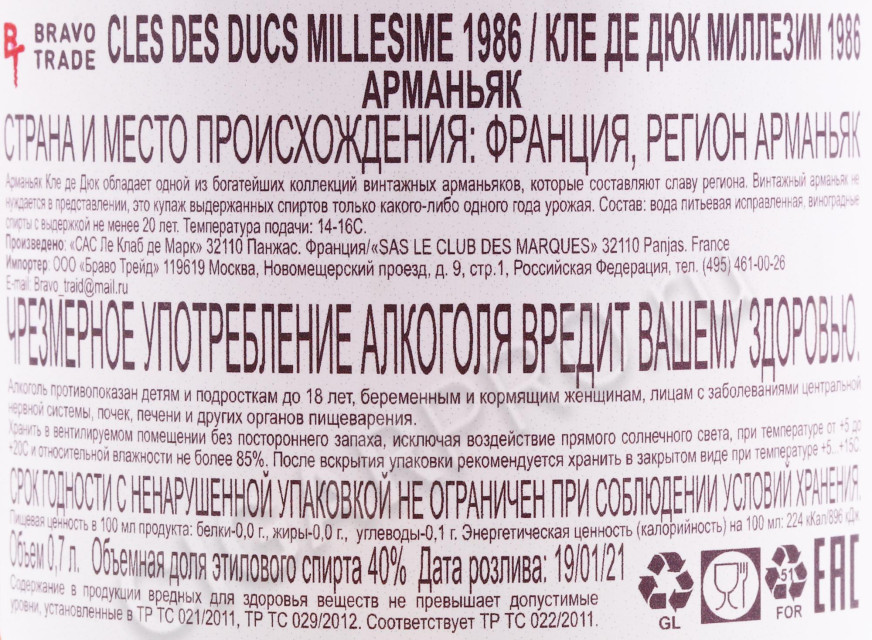 BRAVO TRADE CLES DES DUCS MILLESIME 1986 / КЛЕ ДЕ ДЮК МИЛЛЕЗИМ 1986
АРМАНЬЯК
СТРАНА И МЕСТО ПРОИСХОЖДЕНИЯ: ФРАНЦИЯ, РЕГИОН АРМАНЬЯК
Арманьяк Кле де Дюк обладает одной из богатейших коллекций винтажных арманьяков, которые составляют славу региона. Винтажный арманьяк не
нуждается в представлении, это купаж выдержанных спиртов только какого-либо одного года урожая. Состав: вода питьевая исправленная, виноградные
спирты с выдержкой не менее 20 лет. Температура подачи: 14-16С.
Произведено: «САС Ле Клаб де Марк» 32110 Панжас. Франция/«SAS LE CLUB DES MARQUES» 32110 Panjas. France
Импортер: ООО «Браво Трейд» 119619 Москва, Новомещерский проезд, д. 9, стр.1, Российская Федерация, тел. (495) 461-00-26
E-mail: Bravo_traid@mail.ru
ЧРЕЗМЕРНОЕ УПОТРЕБЛЕНИЕ АЛКОГОЛЯ ВРЕДИТ ВАШЕМУ ЗДОРОВЬЮ.
Алкоголь противопоказан детям и подросткам до 18 лет, беременным и кормящим женщинам, лицам с заболеваниями центральной
нервной системы, почек, печени и других органов пищеварения.
Хранить в вентилируемом помещении без постороннего запаха, исключая воздействие прямого солнечного света, при температуре от +5 до
+20С и относительной влажности не более 85%. После вскрытия упаковки рекомендуется хранить в закрытом виде при температуре +5...+15С.
СРОК ГОДНОСТИ С НЕНАРУШЕННОЙ УПАКОВКОЙ НЕ ОГРАНИЧЕН ПРИ СОБЛЮДЕНИИ УСЛОВИЙ ХРАНЕНИЯ.
Пищевая ценность в 100 мл продукта: белки-0,0 г., жиры-0,0 г., углеводы-0,1 г. Энергетическая ценность (калорийность) на 100 мл: 224 кКал/896 кДж
Объем 0,7 л. Объемная доля этилового спирта 40% Дата розлива: 19/01/21
Содержание в продукции вредных для здоровья веществ не превышает допустимые
уровни, установленные в ТР ТС 021/2011, ТР ТС 029/2012. Соответствует ТР ТС 022/2011.
GL
51
FOR
EAC